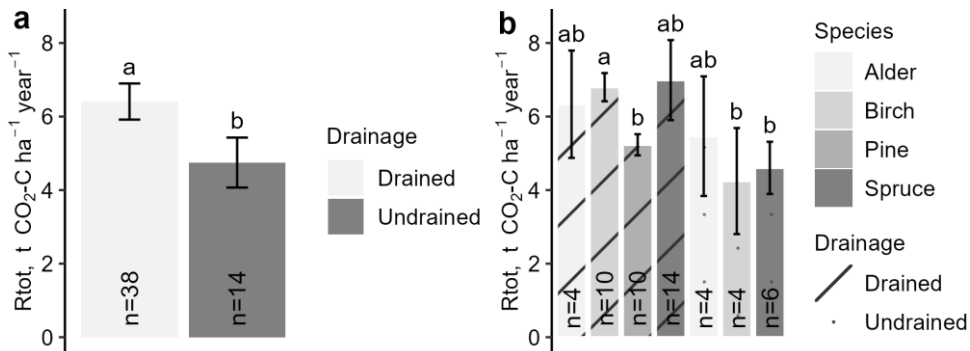 a
Rtot, t CO₂-C ha⁻¹ year⁻¹
8
6
4
2
0
a
b
n=38
n=14
Drainage
Drained
Undrained
b
Rtot, t CO₂-C ha⁻¹ year⁻¹
8
6
4
2
0
ab
a
b
ab
ab
b
b
n=4
n=10
n=10
n=14
n=4
n=4
n=6
Species
Alder
Birch
Pine
Spruce
Drainage
Drained
Undrained